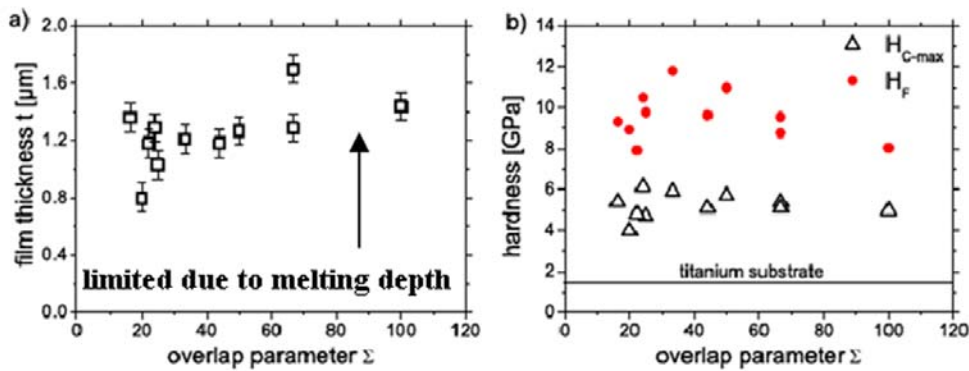 a)
2.0
1.6
1.2
0.8
0.4
0.0
film thickness t [µm]
limited due to melting depth
0 20 40 60 80 100 120
overlap parameter Σ
b)
14
12
10
8
6
4
2
0
hardness [GPa]
H_C-max
H_F
titanium substrate
0 20 40 60 80 100 120
overlap parameter Σ